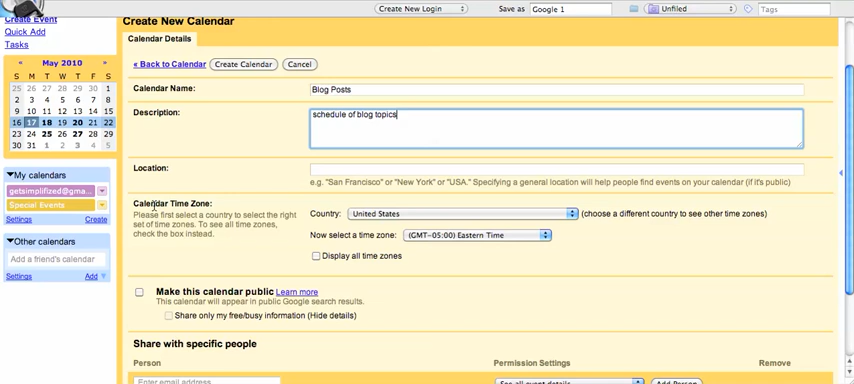 Create New Login
Save as
Google 1
Unfiled
Tags
Create Event
Quick Add
Tasks
Create New Calendar
Calendar Details
« Back to Calendar
Create Calendar
Cancel
« May 2010 »
S M T W T F S
25 26 27 28 29 30 1
2 3 4 5 6 7 8
9 10 11 12 13 14 15
16 17 18 19 20 21 22
23 24 25 26 27 28 29
30 31 1 2 3 4 5
Calendar Name:
Blog Posts
Description:
schedule of blog topics
Location:
e.g. "San Francisco" or "New York" or "USA." Specifying a general location will help people find events on your calendar (if it's public)
My calendars
getsimplifized@gma...
Special Events
Settings
Create
Other calendars
Add a friend's calendar
Settings
Add
Calendar Time Zone:
Please first select a country to select the right
set of time zones. To see all time zones,
check the box instead.
Country:
United States
(choose a different country to see other time zones)
Now select a time zone:
(GMT-05:00) Eastern Time
Display all time zones
Make this calendar public Learn more
This calendar will appear in public Google search results.
Share only my free/busy information (Hide details)
Share with specific people
Person
Permission Settings
Remove
Enter email address
See all event details
Add Person